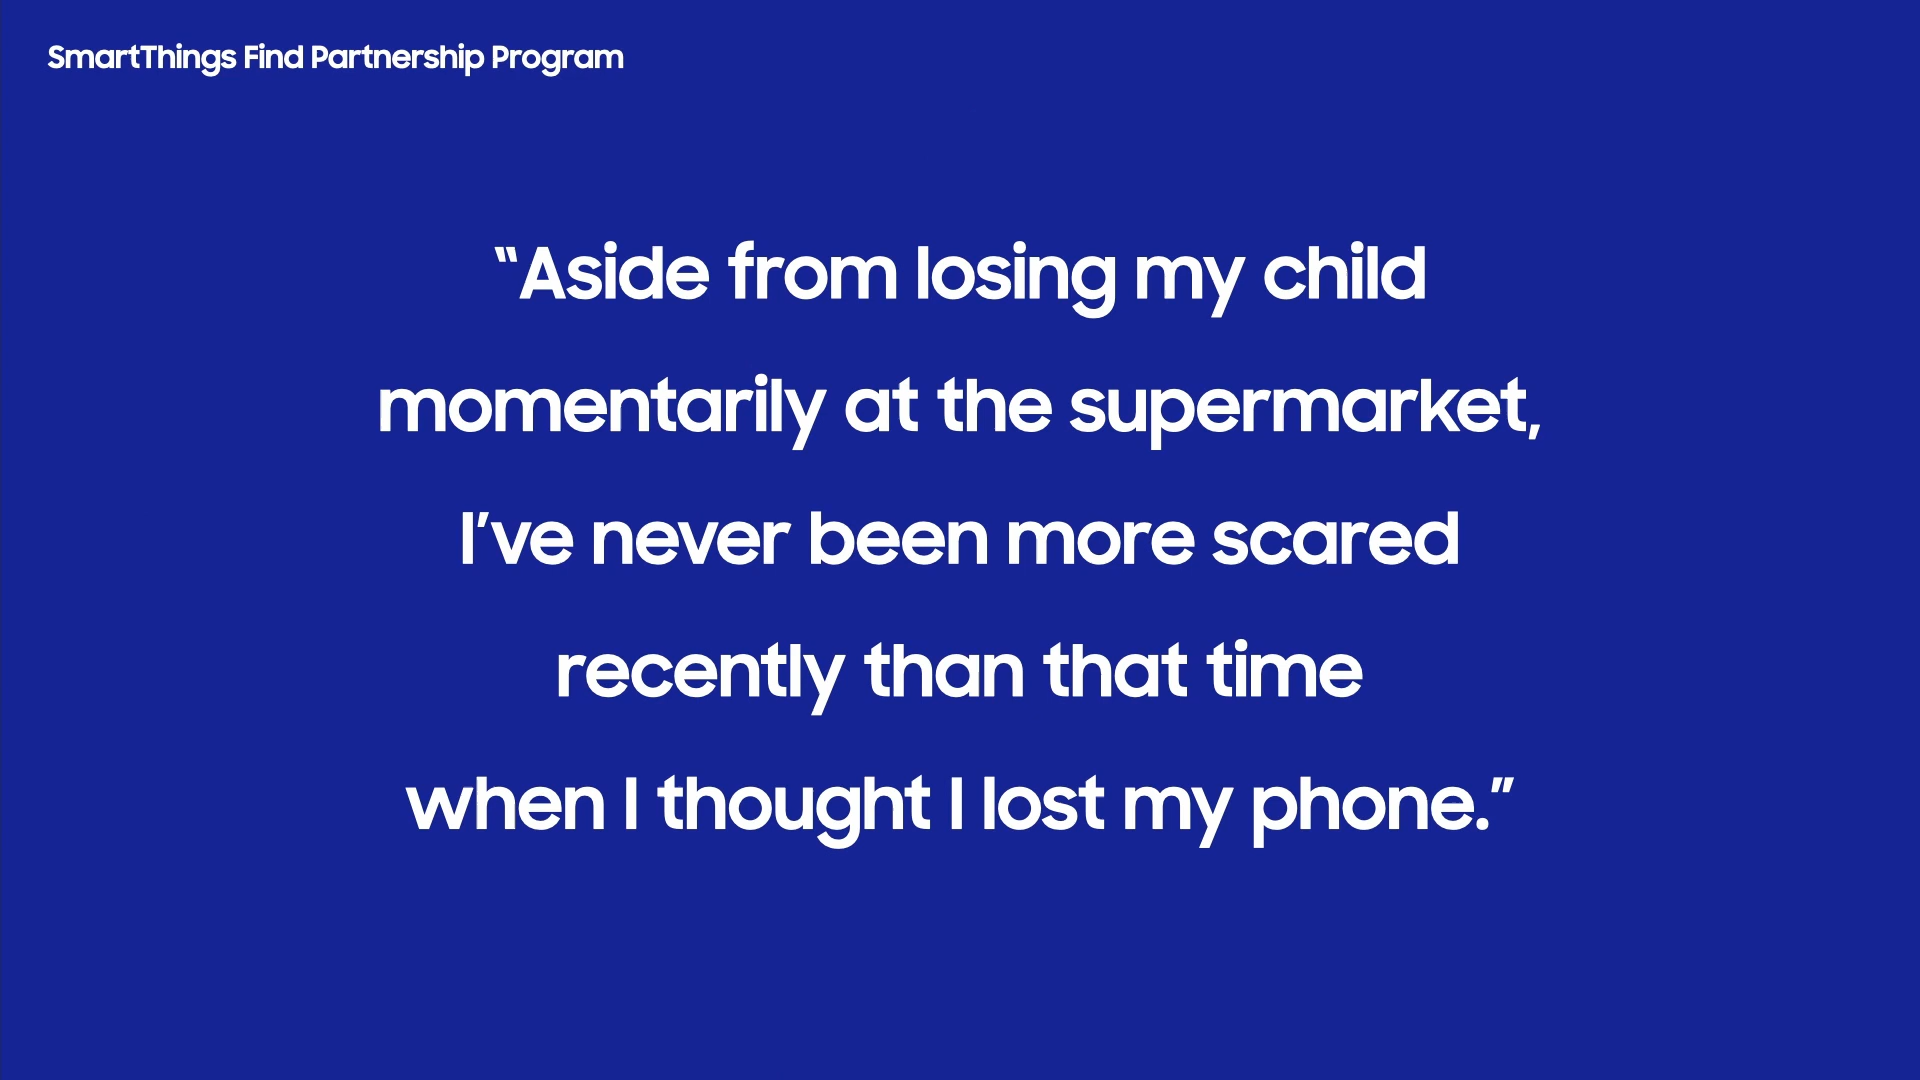 SmartThings Find Partnership Program
“Aside from losing my child
momentarily at the supermarket,
I’ve never been more scared
recently than that time
when I thought I lost my phone.”